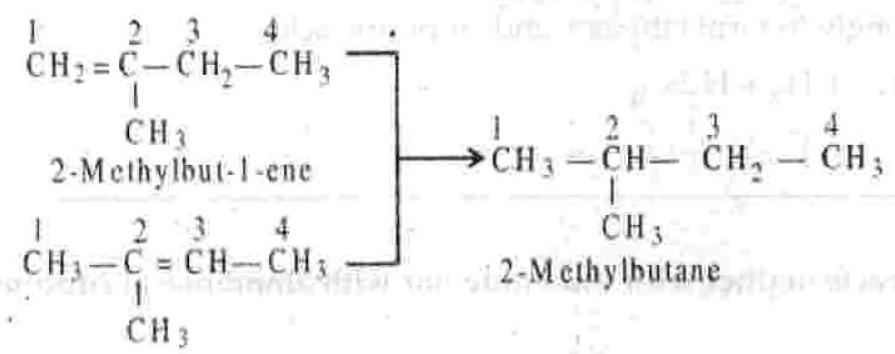 1 2 3 4
CH₂ = C — CH₂ — CH₃
|
CH₃
2-Methylbut-1-ene
1 2 3 4
CH₃ — C = CH — CH₃
|
CH₃
1 2 3 4
CH₃ — CH — CH₂ — CH₃
|
CH₃
2-Methylbutane